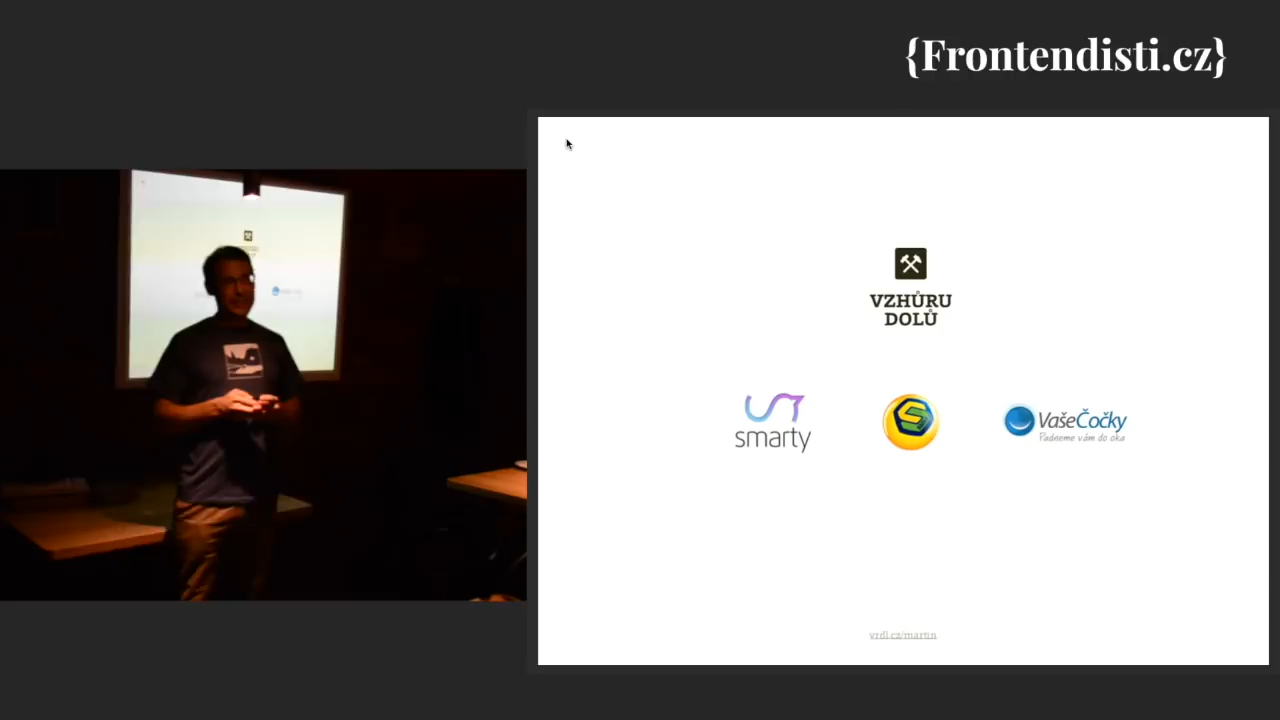 {Frontendisti.cz}
VZHŮRU
DOLŮ
smarty
VašeČočky
Padneme vám do oka
vrdl.cz/martin